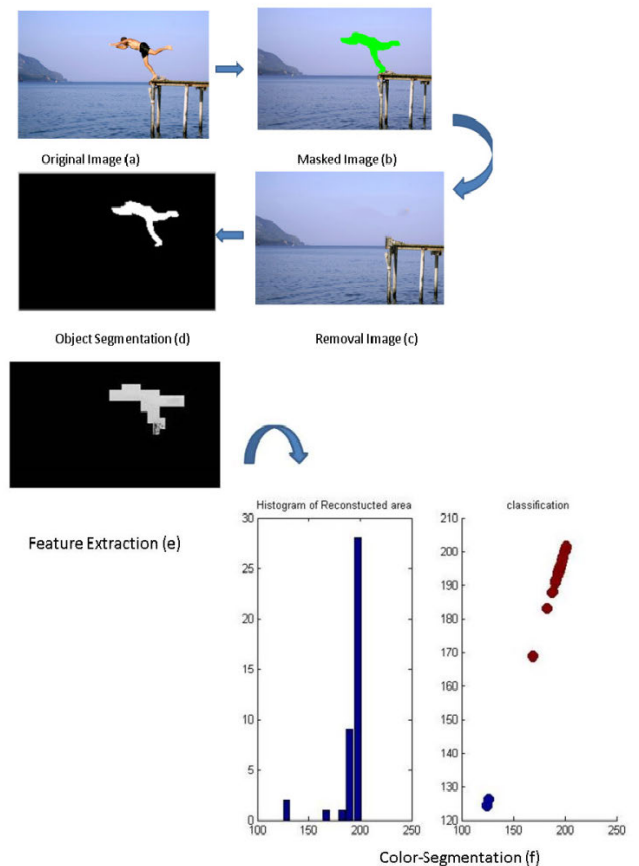 Original Image (a)
Masked Image (b)
Object Segmentation (d)
Removal Image (c)
Feature Extraction (e)
Histogram of Reconstucted area
30
25
20
15
10
5
0
100 150 200 250
classification
210
200
190
180
170
160
150
140
130
120
100 150 200 250
Color-Segmentation (f)